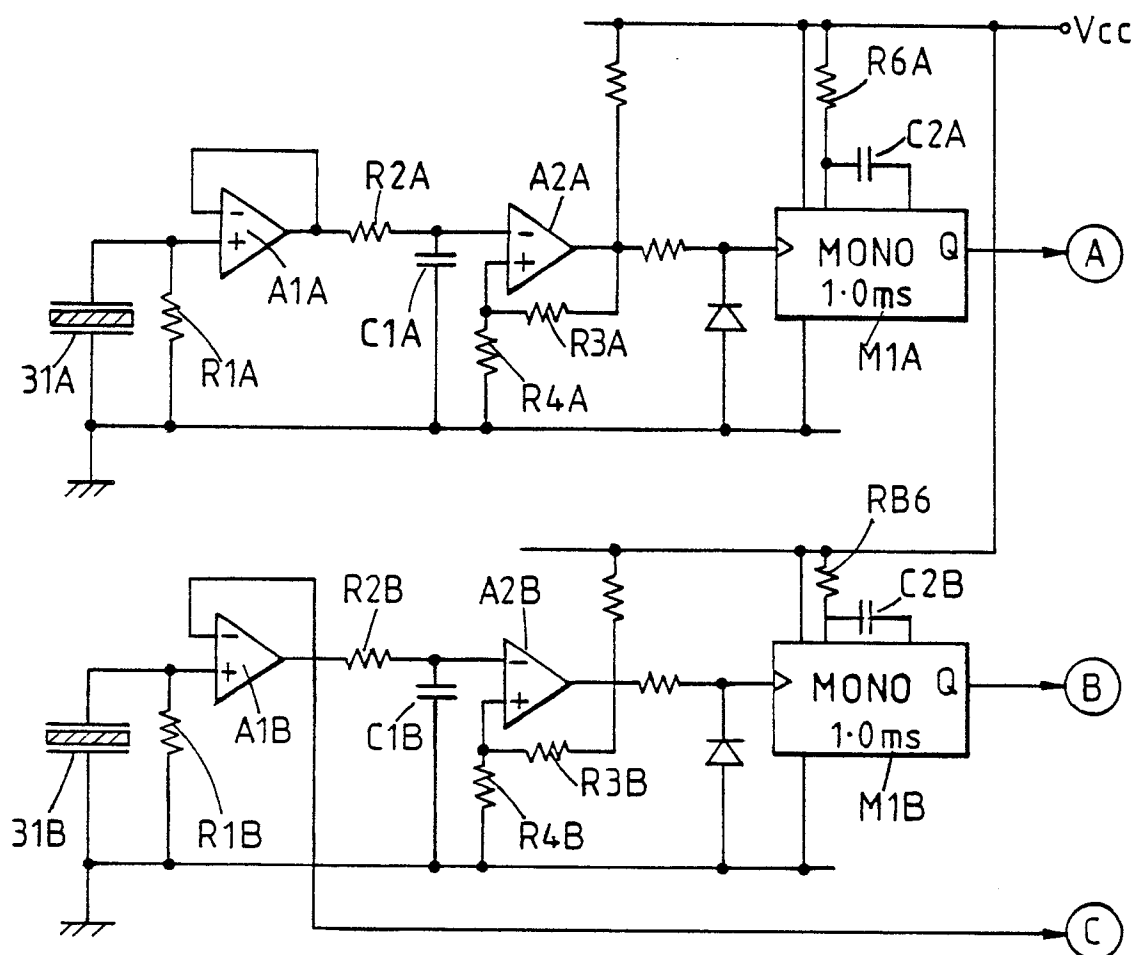 Vcc
R6A
C2A
R2A
A2A
-
+
A1A
C1A
-
+
R3A
R4A
MONO
1.0ms
Q
A
M1A
31A
R1A
RB6
C2B
R2B
A2B
-
+
A1B
C1B
-
+
R3B
R4B
MONO
1.0ms
Q
B
M1B
31B
R1B
C